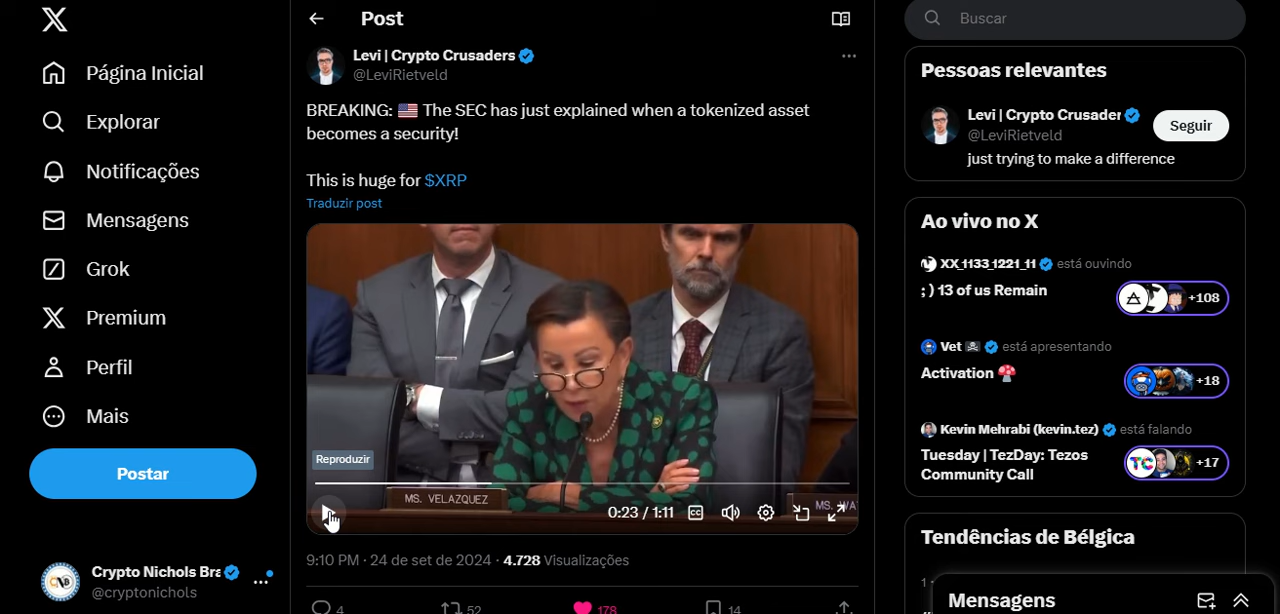 Página Inicial
Explorar
Notificações
Mensagens
Grok
Premium
Perfil
Mais
Postar
Crypto Nichols Bra
@cryptonichols
Post
Levi | Crypto Crusaders
@LeviRietveld
BREAKING: 🇺🇸 The SEC has just explained when a tokenized asset
becomes a security!
This is huge for $XRP
Traduzir post
Reproduzir
MS. VELAZQUEZ
MS. WA
0:23 / 1:11
CC
9:10 PM · 24 de set de 2024 · 4.728 Visualizações
4
52
178
14
Buscar
Pessoas relevantes
Levi | Crypto Crusader
@LeviRietveld
Seguir
just trying to make a difference
Ao vivo no X
XX_1133_1221_11 está ouvindo
; ) 13 of us Remain
+108
Vet ☠ está apresentando
Activation 🍄
+18
Kevin Mehrabi (kevin.tez) está falando
Tuesday | TezDay: Tezos
Community Call
TC
+17
Tendências de Bélgica
1
Mensagens